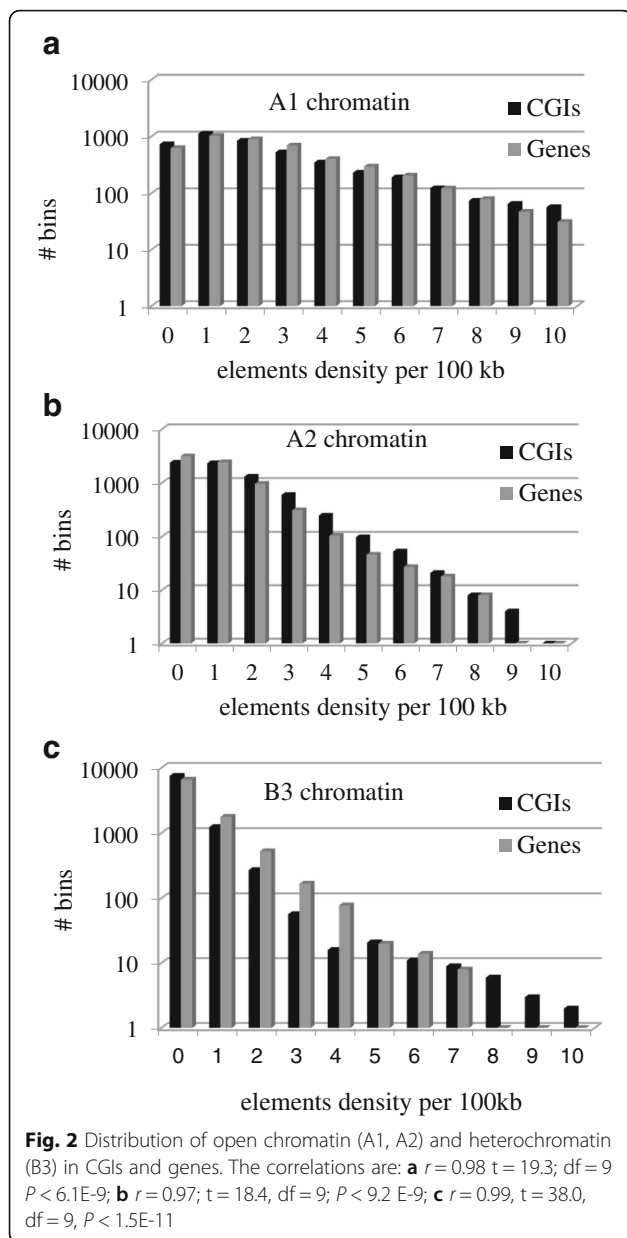 a
10000
1000
100
10
1
# bins
A1 chromatin
CGIs
Genes
0 1 2 3 4 5 6 7 8 9 10
elements density per 100 kb
b
10000
1000
100
10
1
# bins
A2 chromatin
CGIs
Genes
0 1 2 3 4 5 6 7 8 9 10
elements density per 100 kb
c
10000
1000
100
10
1
# bins
B3 chromatin
CGIs
Genes
0 1 2 3 4 5 6 7 8 9 10
elements density per 100kb
Fig. 2 Distribution of open chromatin (A1, A2) and heterochromatin
(B3) in CGIs and genes. The correlations are: a r = 0.98 t = 19.3; df = 9
P < 6.1E-9; b r = 0.97; t = 18.4, df = 9; P < 9.2 E-9; c r = 0.99, t = 38.0,
df = 9, P < 1.5E-11